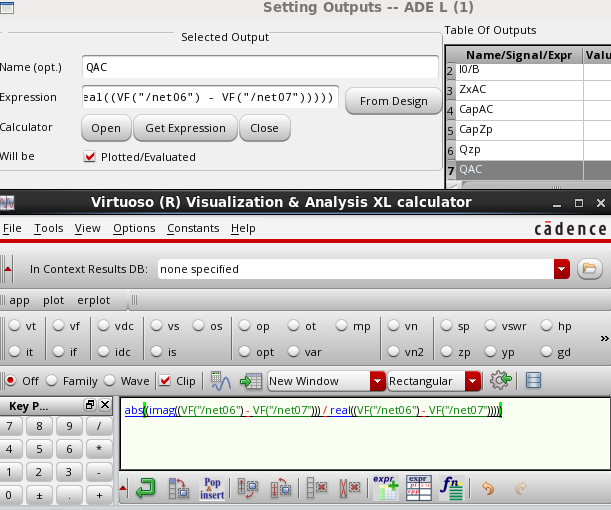 Setting Outputs -- ADE L (1)
Selected Output
Table Of Outputs
Name (opt.) QAC
Expression eal((VF("/net06") - VF("/net07")))))
From Design
Calculator Open Get Expression Close
Will be Plotted/Evaluated
Name/Signal/Expr Valu
2 I0/B
3 ZxAC
4 CapAC
5 CapZp
6 Qzp
7 QAC
Virtuoso (R) Visualization & Analysis XL calculator
File Tools View Options Constants Help
cādence
In Context Results DB: none specified
app plot erplot
vt vf vdc vs os op ot mp vn sp vswr hp
it if idc is opt var vn2 zp yp gd
»
Off Family Wave Clip New Window Rectangular
Key P...
7 8 9 /
4 5 6 *
1 2 3 -
0 ± . +
abs((imag((VF("/net06") - VF("/net07"))) / real((VF("/net06") - VF("/net07")))))
Pop insert
expr
expr
fn